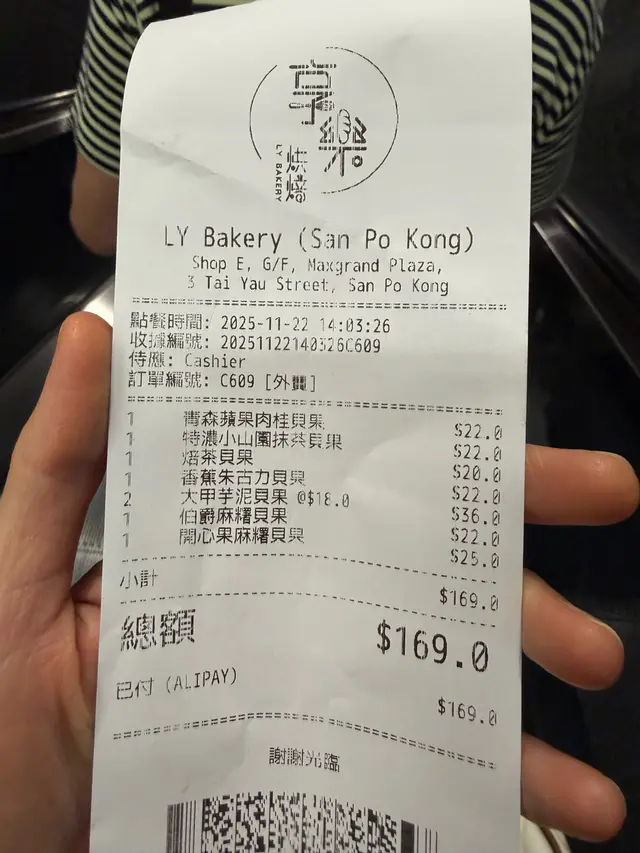 享樂
烘焙
LY BAKERY
LY Bakery (San Po Kong)
Shop E, G/F, Maxgrand Plaza,
3 Tai Yau Street, San Po Kong
點餐時間: 2025-11-22 14:03:26
收據編號: 20251122140326C609
侍應: Cashier
訂單編號: C609 [外賣]
1 青森蘋果肉桂貝果 $22.0
1 特濃小山園抹茶貝果 $22.0
1 焙茶貝果 $20.0
1 香蕉朱古力貝果 $22.0
2 大甲芋泥貝果 @$18.0 $36.0
1 伯爵麻糬貝果 $22.0
1 開心果麻糬貝果 $25.0
小計 $169.0
總額 $169.0
已付 (ALIPAY) $169.0
謝謝光臨